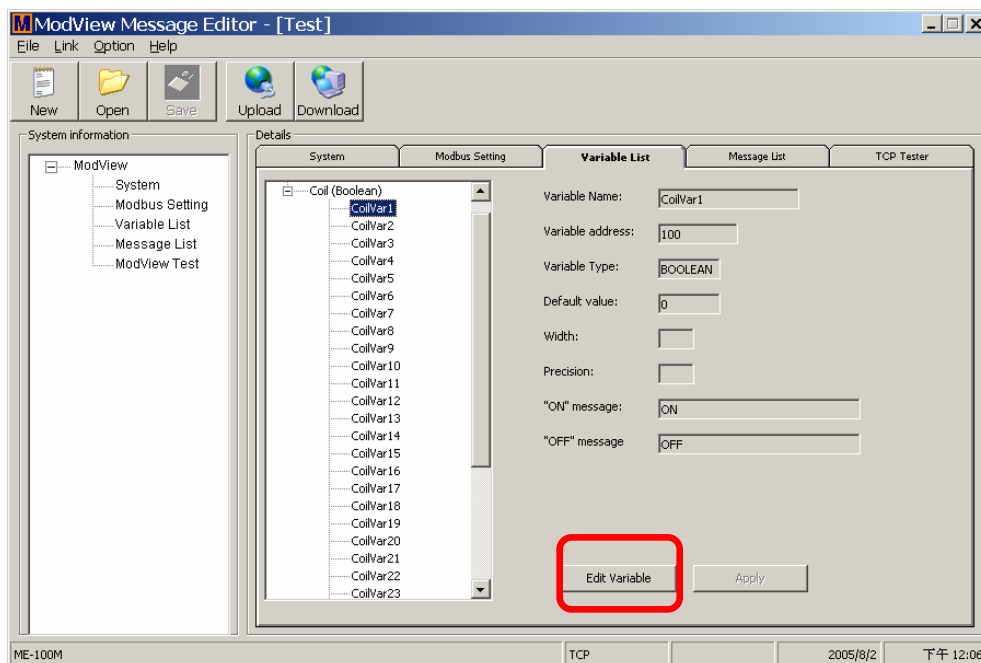 ModView Message Editor - [Test]
File Link Option Help
New Open Save Upload Download
System information
ModView
System
Modbus Setting
Variable List
Message List
ModView Test
Details
System Modbus Setting Variable List Message List TCP Tester
Coil (Boolean)
CoilVar1
CoilVar2
CoilVar3
CoilVar4
CoilVar5
CoilVar6
CoilVar7
CoilVar8
CoilVar9
CoilVar10
CoilVar11
CoilVar12
CoilVar13
CoilVar14
CoilVar15
CoilVar16
CoilVar17
CoilVar18
CoilVar19
CoilVar20
CoilVar21
CoilVar22
CoilVar23
Variable Name: CoilVar1
Variable address: 100
Variable Type: BOOLEAN
Default value: 0
Width:
Precision:
"ON" message: ON
"OFF" message OFF
Edit Variable Apply
ME-100M TCP 2005/8/2 下午 12:06